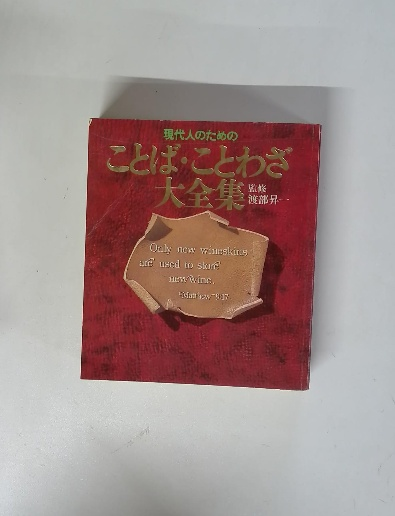 現代人のための
ことば・ことわざ
大全集
監修
渡部昇一
Only new wineskins
are used to store
new wine.